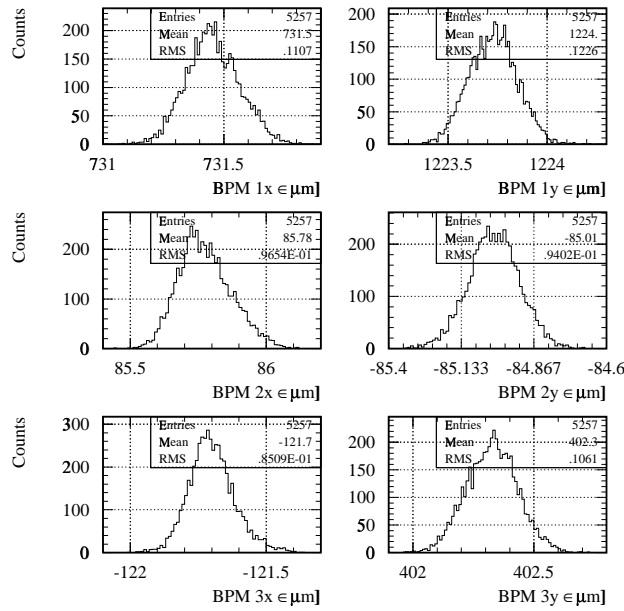 Counts
Entries 5257
Mean 731.5
RMS .1107
200
150
100
50
0
731 731.5
BPM 1x ∈ μm]
Entries 5257
Mean 1224.
RMS .1226
200
150
100
50
0
1223.5 1224
BPM 1y ∈ μm]
Counts
Entries 5257
Mean 85.78
RMS .9654E-01
200
100
0
85.5 86
BPM 2x ∈ μm]
Entries 5257
Mean -85.01
RMS .9402E-01
200
100
0
-85.4 -85.133 -84.867 -84.6
BPM 2y ∈ μm]
Counts
Entries 5257
Mean -121.7
RMS .8509E-01
300
200
100
0
-122 -121.5
BPM 3x ∈ μm]
Entries 5257
Mean 402.3
RMS .1061
200
150
100
50
0
402 402.5
BPM 3y ∈ μm]